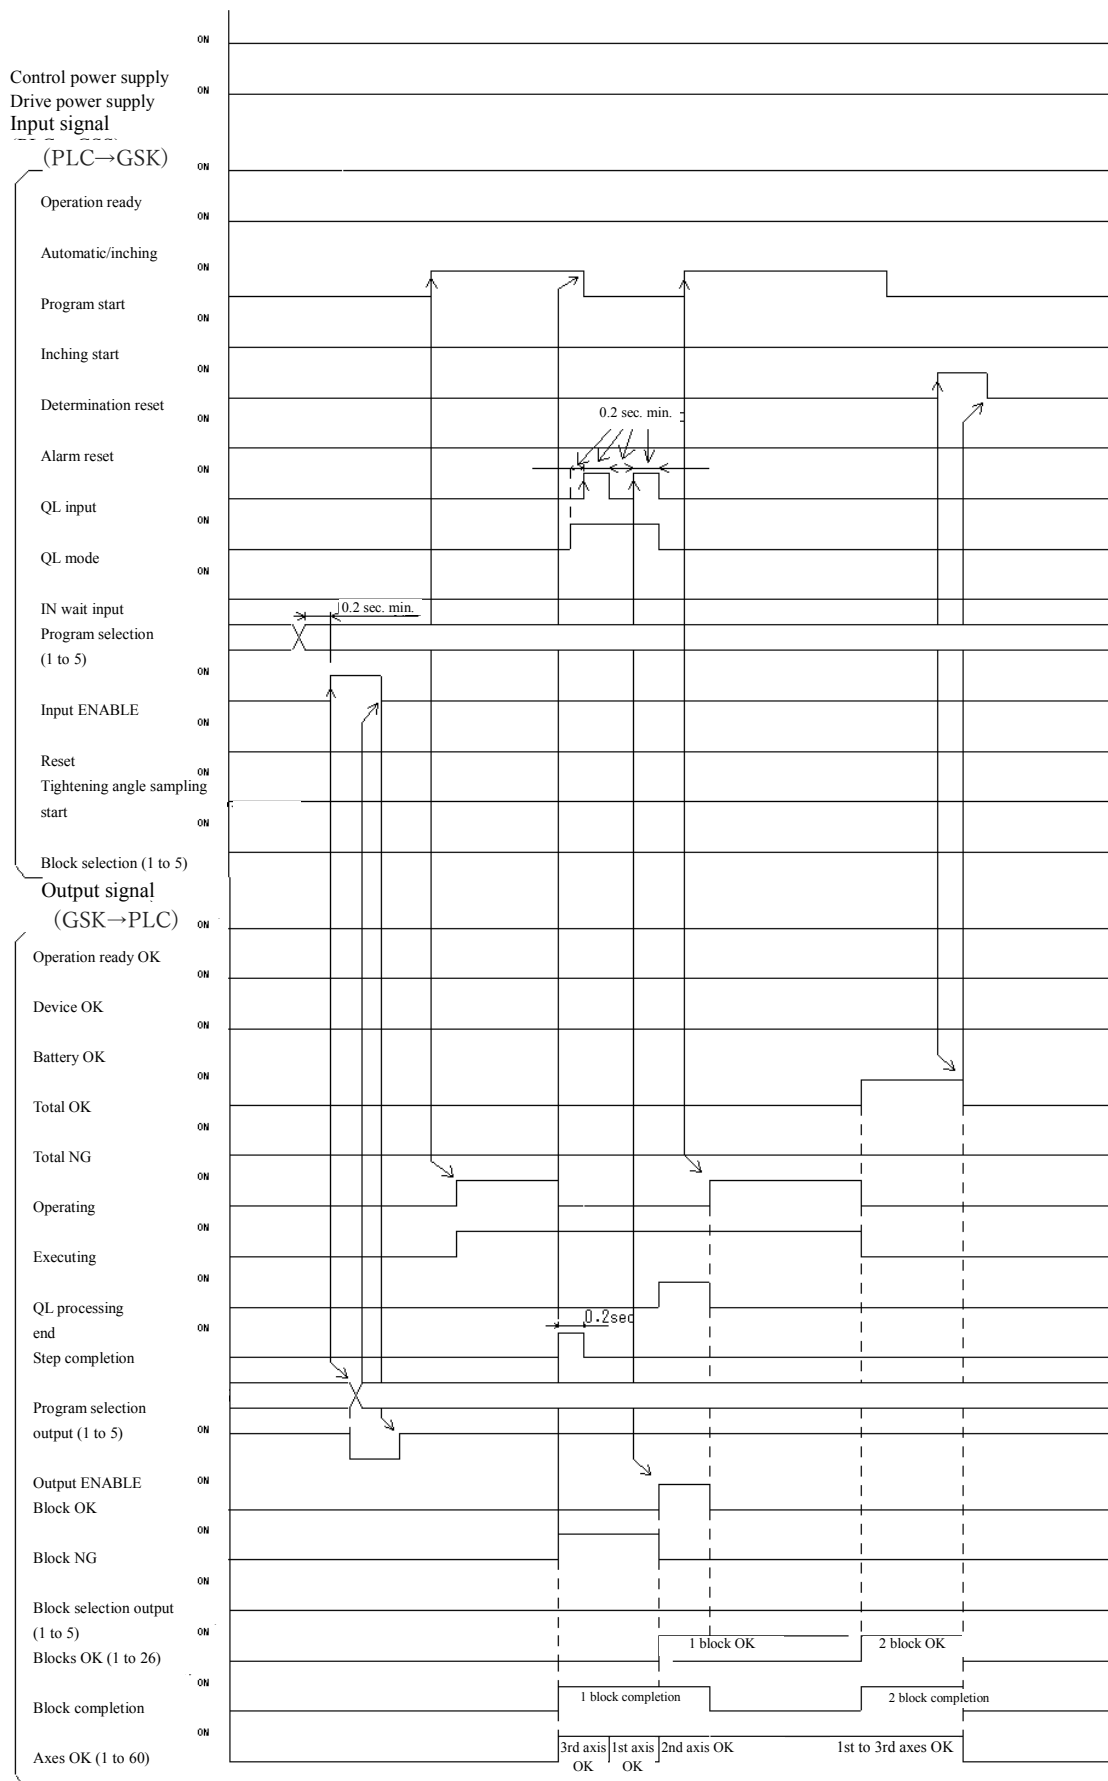 ON
Control power supply
ON
Drive power supply
Input signal
(PLC→GSK)
ON
Operation ready
ON
Automatic/inching
ON
Program start
ON
Inching start
ON
Determination reset
0.2 sec. min.
ON
Alarm reset
ON
QL input
ON
QL mode
ON
IN wait input
0.2 sec. min.
Program selection
(1 to 5)
ON
Input ENABLE
ON
Reset
ON
Tightening angle sampling
start
ON
Block selection (1 to 5)
Output signal
(GSK→PLC)
ON
Operation ready OK
ON
Device OK
ON
Battery OK
ON
Total OK
ON
Total NG
ON
Operating
ON
Executing
ON
QL processing
end
0.2sec
ON
Step completion
Program selection
output (1 to 5)
ON
Output ENABLE
ON
Block OK
ON
Block NG
ON
Block selection output
(1 to 5)
ON
Blocks OK (1 to 26)
1 block OK
2 block OK
ON
Block completion
1 block completion
2 block completion
ON
Axes OK (1 to 60)
3rd axis OK
1st axis OK
2nd axis OK
1st to 3rd axes OK